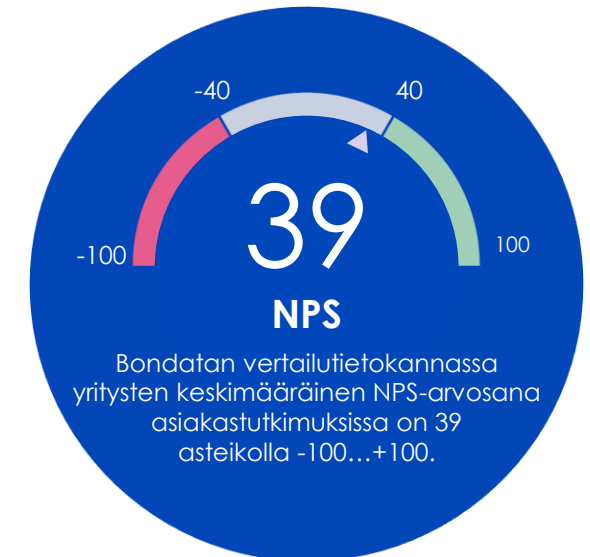 -40
40
-100
100
39
NPS
Bondatan vertailutietokannassa
yritysten keskimääräinen NPS-arvosana
asiakastutkimuksissa on 39
asteikolla -100...+100.